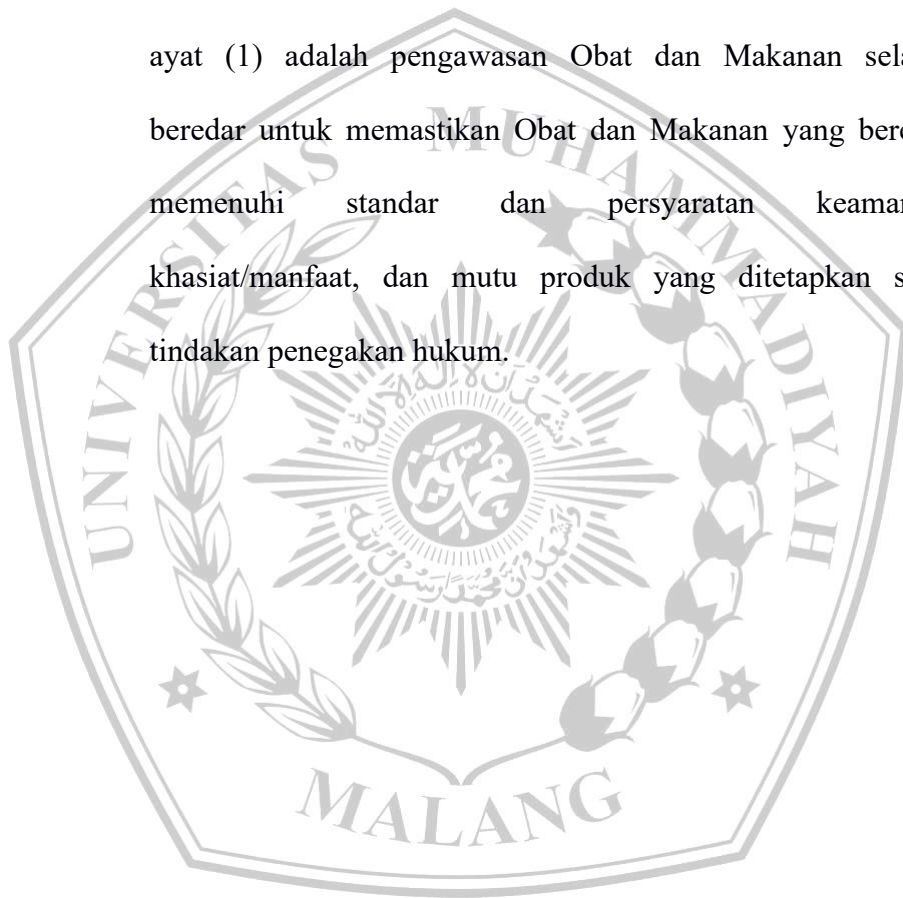 ayat (1) adalah pengawasan Obat dan Makanan sela
beredar untuk memastikan Obat dan Makanan yang bere
memenuhi standar dan persyaratan keamar
khasiat/manfaat, dan mutu produk yang ditetapkan s
tindakan penegakan hukum.
UNIVERSITAS MUHAMMADIYAH
MALANG